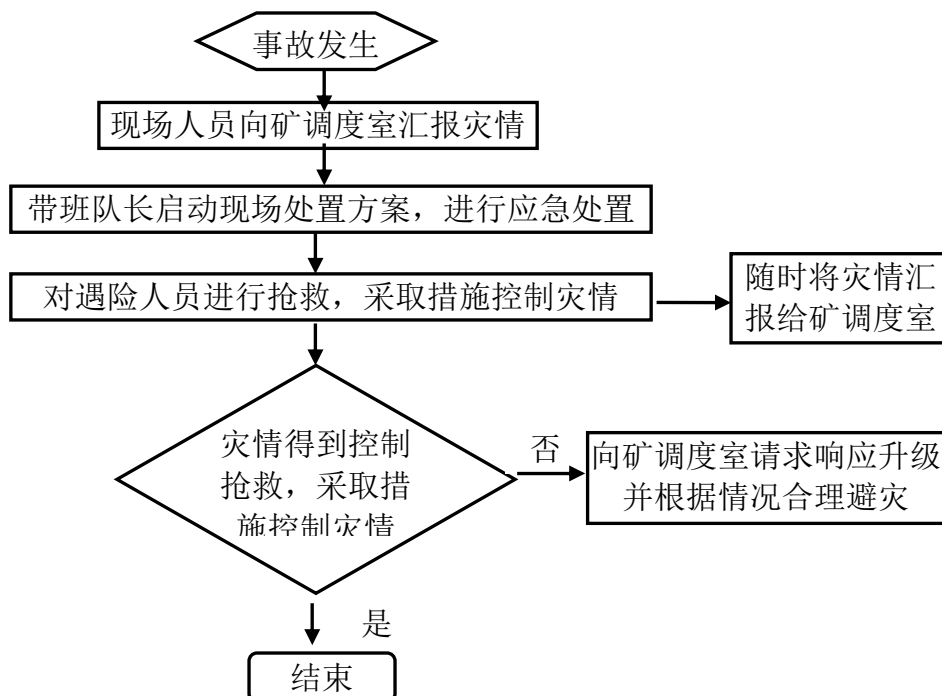 事故发生
现场人员向矿调度室汇报灾情
带班队长启动现场处置方案，进行应急处置
对遇险人员进行抢救，采取措施控制灾情
随时将灾情汇
报给矿调度室
灾情得到控制
抢救，采取措
施控制灾情
否
向矿调度室请求响应升级
并根据情况合理避灾
是
结束